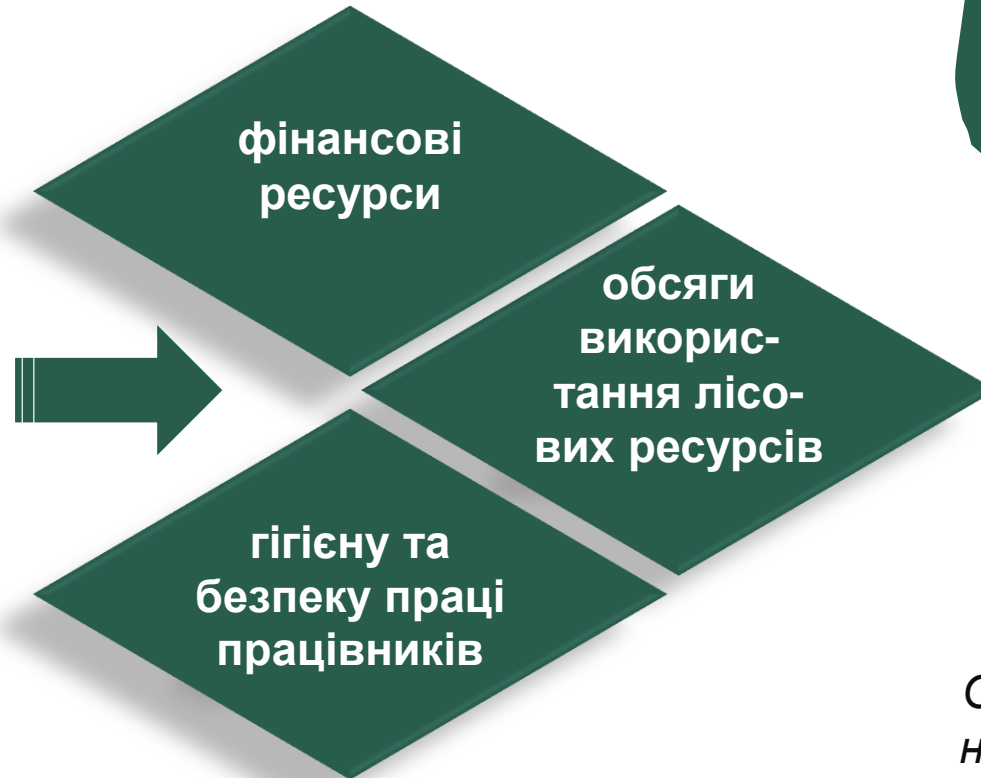 фінансові
ресурси
обсяги
викорис-
тання лісо-
вих ресурсів
гігієну та
безпеку праці
працівників